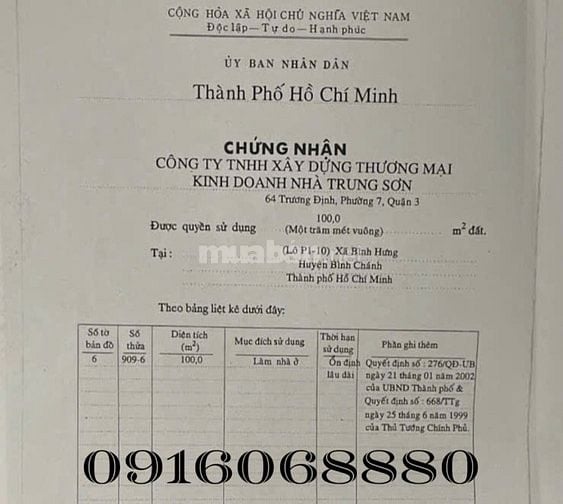 CỘNG HÒA XÃ HỘI CHỦ NGHĨA VIỆT NAM
Độc lập — Tự do — Hạnh phúc
ỦY BAN NHÂN DÂN
Thành Phố Hồ Chí Minh
CHỨNG NHẬN
CÔNG TY TNHH XÂY DỰNG THƯƠNG MẠI
KINH DOANH NHÀ TRUNG SƠN
64 Trương Định, Phường 7, Quận 3
Được quyền sử dụng 100,0 m² đất.
(Một trăm mét vuông)
Tại : (Lô P1-10) Xã Bình Hưng
Huyện Bình Chánh
Thành phố Hồ Chí Minh
Theo bảng liệt kê dưới đây:
Số tờ bản đồ | Số thửa | Diện tích (m²) | Mục đích sử dụng | Thời hạn sử dụng | Phần ghi thêm
6 | 909-6 | 100,0 | Làm nhà ở | Ổn định lâu dài | Quyết định số : 276/QĐ-UB
ngày 21 tháng 01 năm 2002
của UBND Thành phố &
Quyết định số : 668/TTg
ngày 25 tháng 6 năm 1999
của Thủ Tướng Chính Phủ.
0916068880